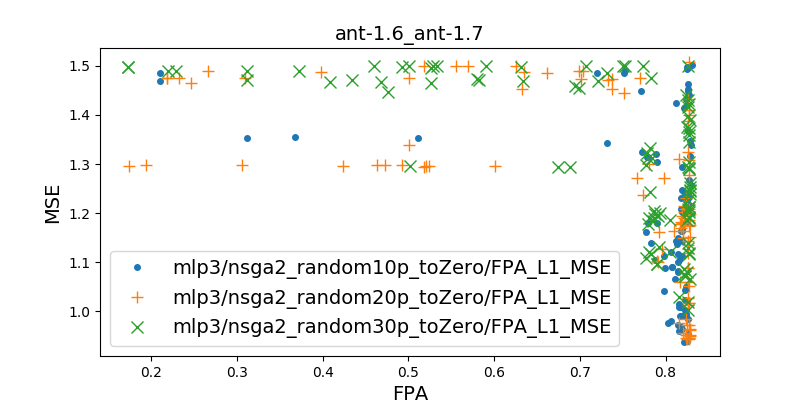 ant-1.6_ant-1.7
MSE
1.5
1.4
1.3
1.2
1.1
1.0
mlp3/nsga2_random10p_toZero/FPA_L1_MSE
mlp3/nsga2_random20p_toZero/FPA_L1_MSE
mlp3/nsga2_random30p_toZero/FPA_L1_MSE
0.2 0.3 0.4 0.5 0.6 0.7 0.8
FPA